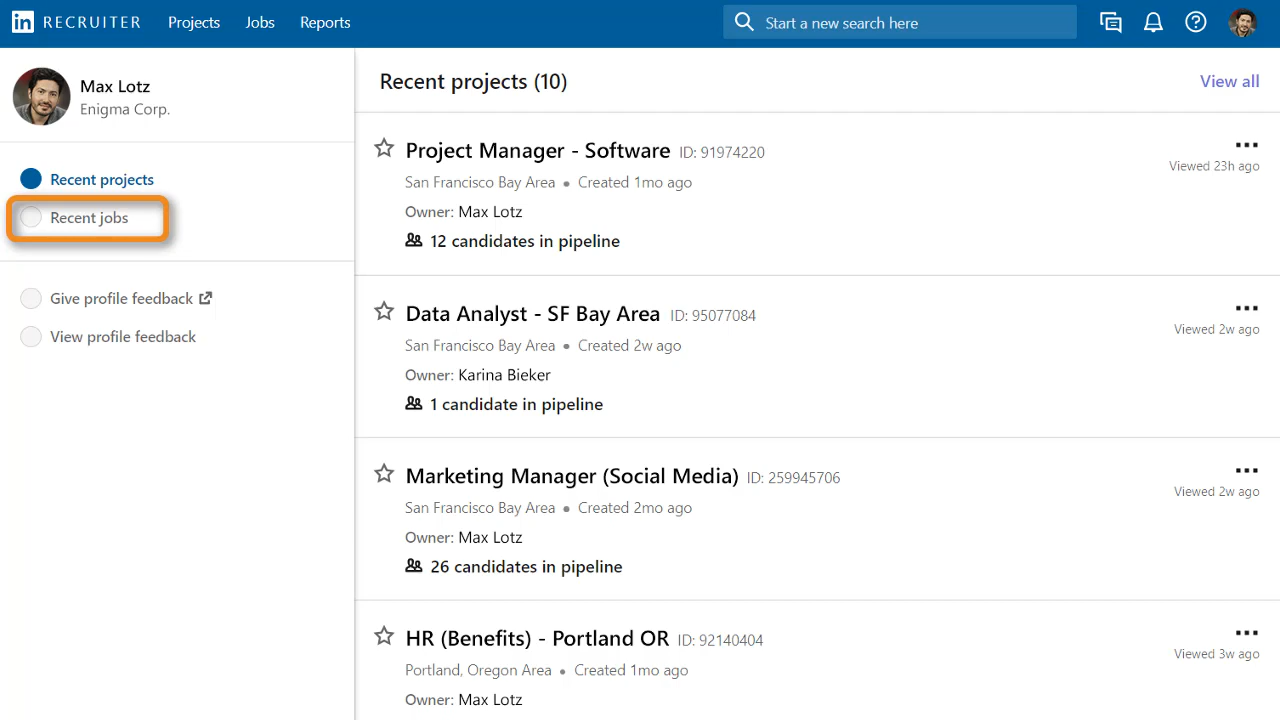 in RECRUITER Projects Jobs Reports Start a new search here
Max Lotz
Enigma Corp.
Recent projects
Recent jobs
Give profile feedback
View profile feedback
Recent projects (10) View all
Project Manager - Software ID: 91974220
Viewed 23h ago
San Francisco Bay Area • Created 1mo ago
Owner: Max Lotz
12 candidates in pipeline
Data Analyst - SF Bay Area ID: 95077084
Viewed 2w ago
San Francisco Bay Area • Created 2w ago
Owner: Karina Bieker
1 candidate in pipeline
Marketing Manager (Social Media) ID: 259945706
Viewed 2w ago
San Francisco Bay Area • Created 2mo ago
Owner: Max Lotz
26 candidates in pipeline
HR (Benefits) - Portland OR ID: 92140404
Viewed 3w ago
Portland, Oregon Area • Created 1mo ago
Owner: Max Lotz